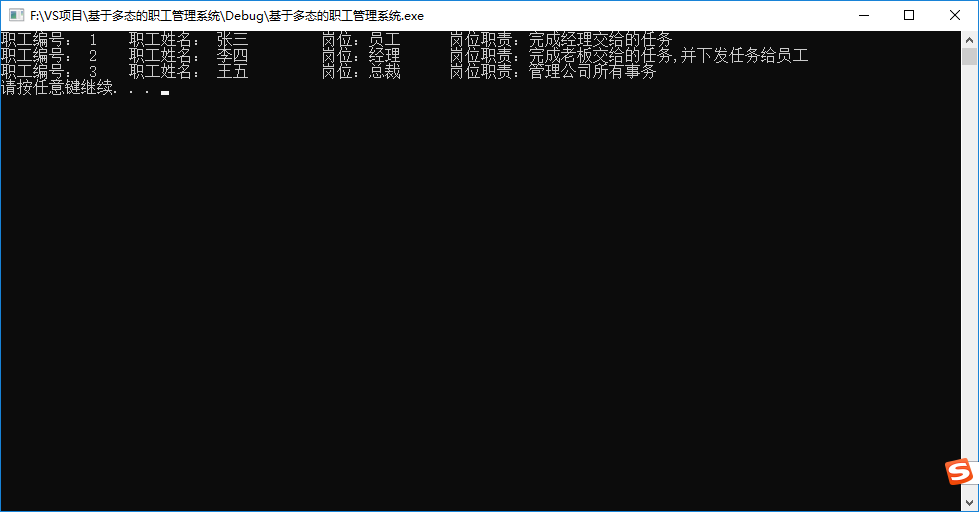 F:\VS项目\基于多态的职工管理系统\Debug\基于多态的职工管理系统.exe
职工编号： 1 职工姓名： 张三 岗位：员工 岗位职责：完成经理交给的任务
职工编号： 2 职工姓名： 李四 岗位：经理 岗位职责：完成老板交给的任务,并下发任务给员工
职工编号： 3 职工姓名： 王五 岗位：总裁 岗位职责：管理公司所有事务
请按任意键继续. . .
S